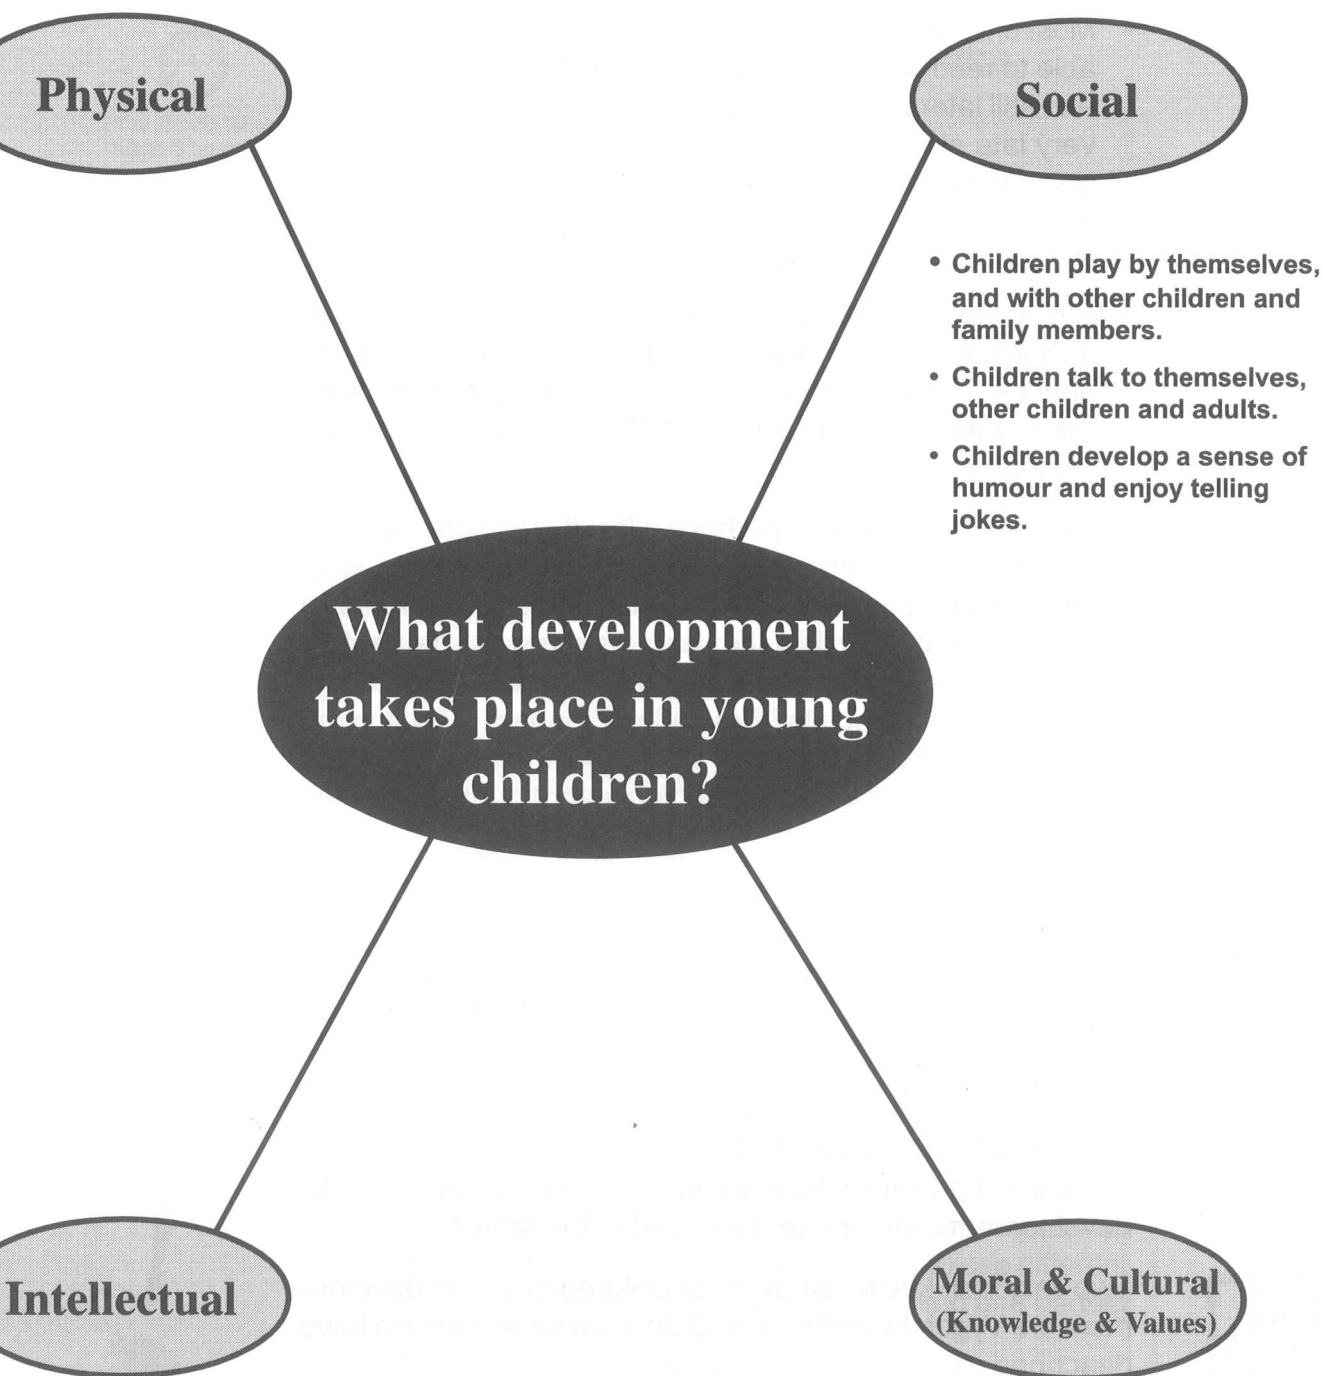 Physical
Social
• Children play by themselves,
and with other children and
family members.
• Children talk to themselves,
other children and adults.
• Children develop a sense of
humour and enjoy telling
jokes.
What development
takes place in young
children?
Intellectual
Moral & Cultural
(Knowledge & Values)